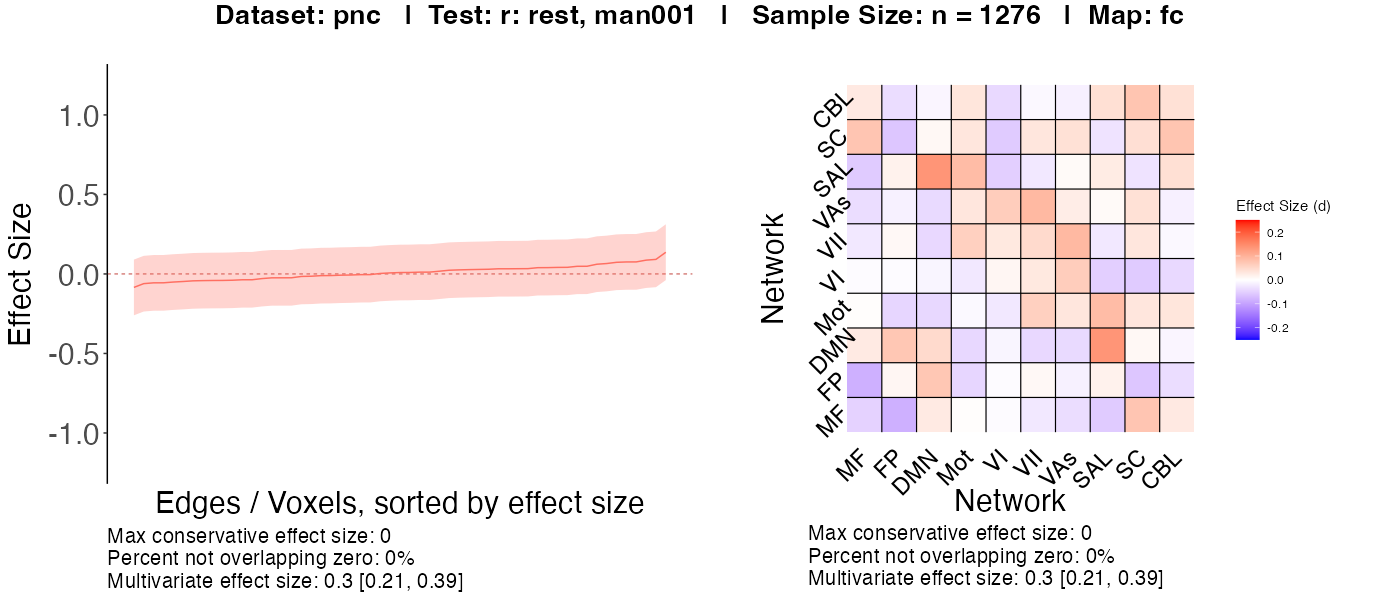 Dataset: pnc | Test: r: rest, man001 | Sample Size: n = 1276 | Map: fc
Effect Size
1.0
0.5
0.0
-0.5
-1.0
Edges / Voxels, sorted by effect size
Max conservative effect size: 0
Percent not overlapping zero: 0%
Multivariate effect size: 0.3 [0.21, 0.39]
Network
CBL
SC
SAL
VAs
VII
VI
Mot
DMN
FP
MF
MF
FP
DMN
Mot
VI
VII
VAs
SAL
SC
CBL
Network
Max conservative effect size: 0
Percent not overlapping zero: 0%
Multivariate effect size: 0.3 [0.21, 0.39]
Effect Size (d)
0.2
0.1
0.0
-0.1
-0.2